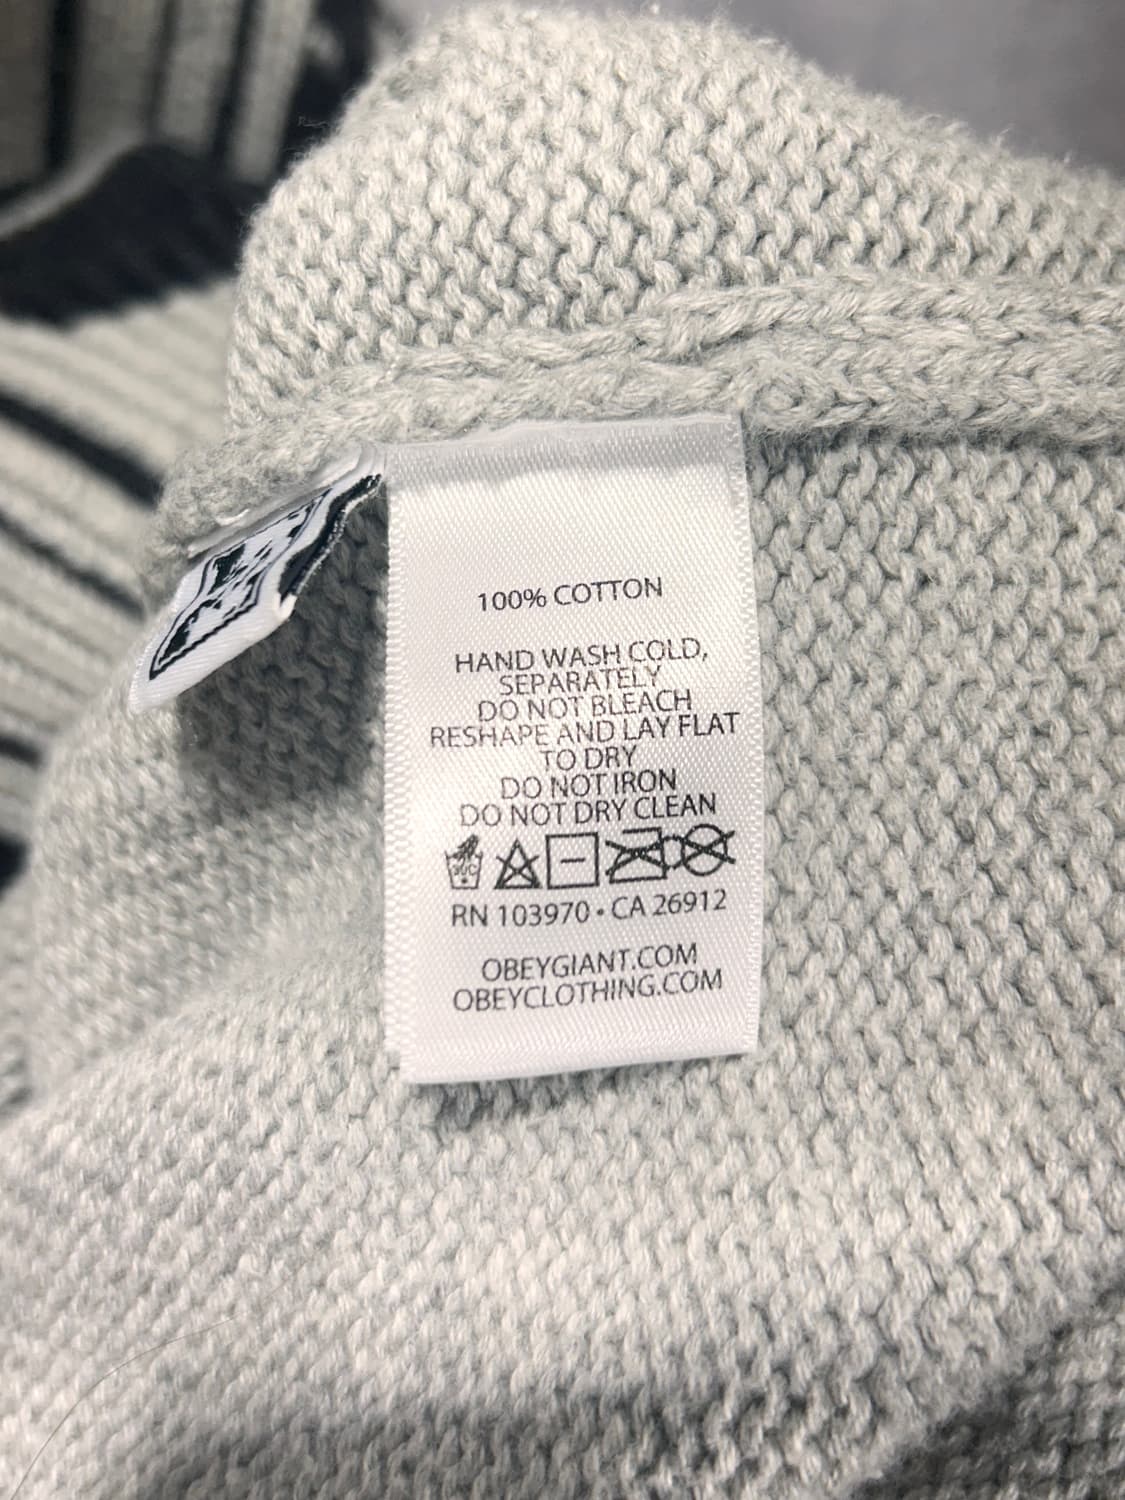 100% COTTON
HAND WASH COLD,
SEPARATELY
DO NOT BLEACH
RESHAPE AND LAY FLAT
TO DRY
DO NOT IRON
DO NOT DRY CLEAN
30C
RN 103970 • CA 26912
OBEYGIANT.COM
OBEYCLOTHING.COM